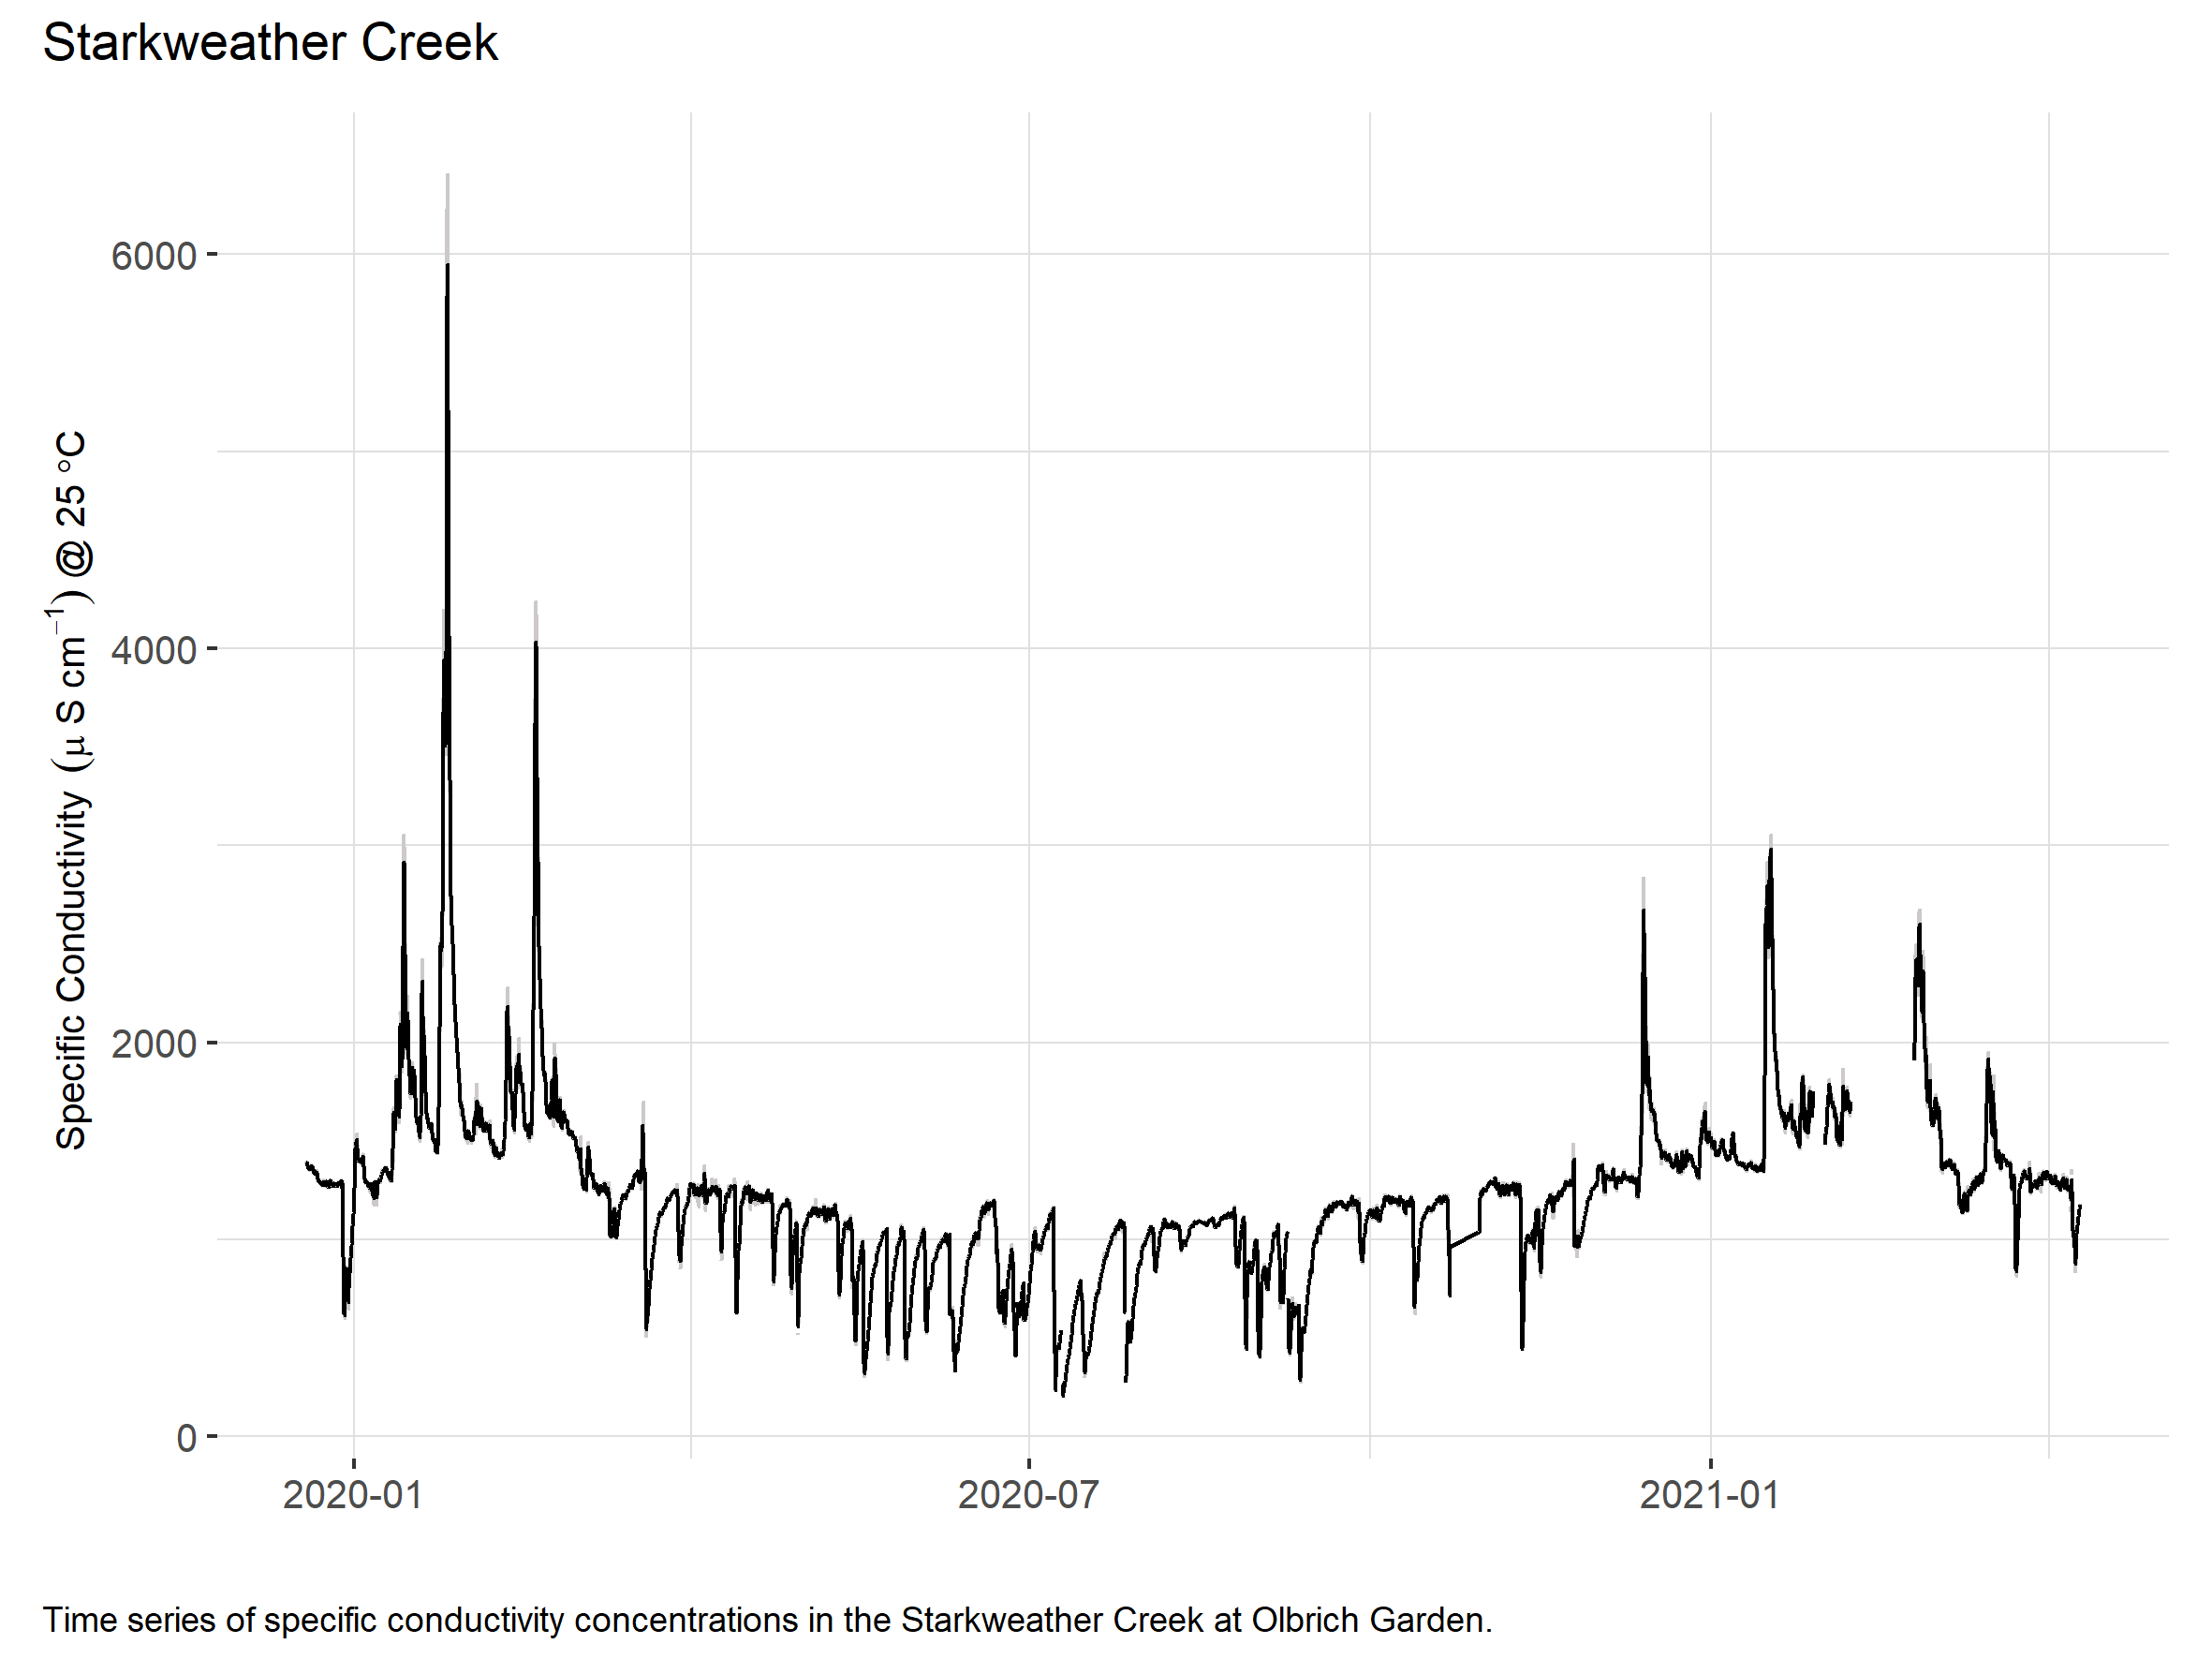 Starkweather Creek
Specific Conductivity (μ S cm⁻¹) @ 25 °C
6000
4000
2000
0
2020-01
2020-07
2021-01
Time series of specific conductivity concentrations in the Starkweather Creek at Olbrich Garden.